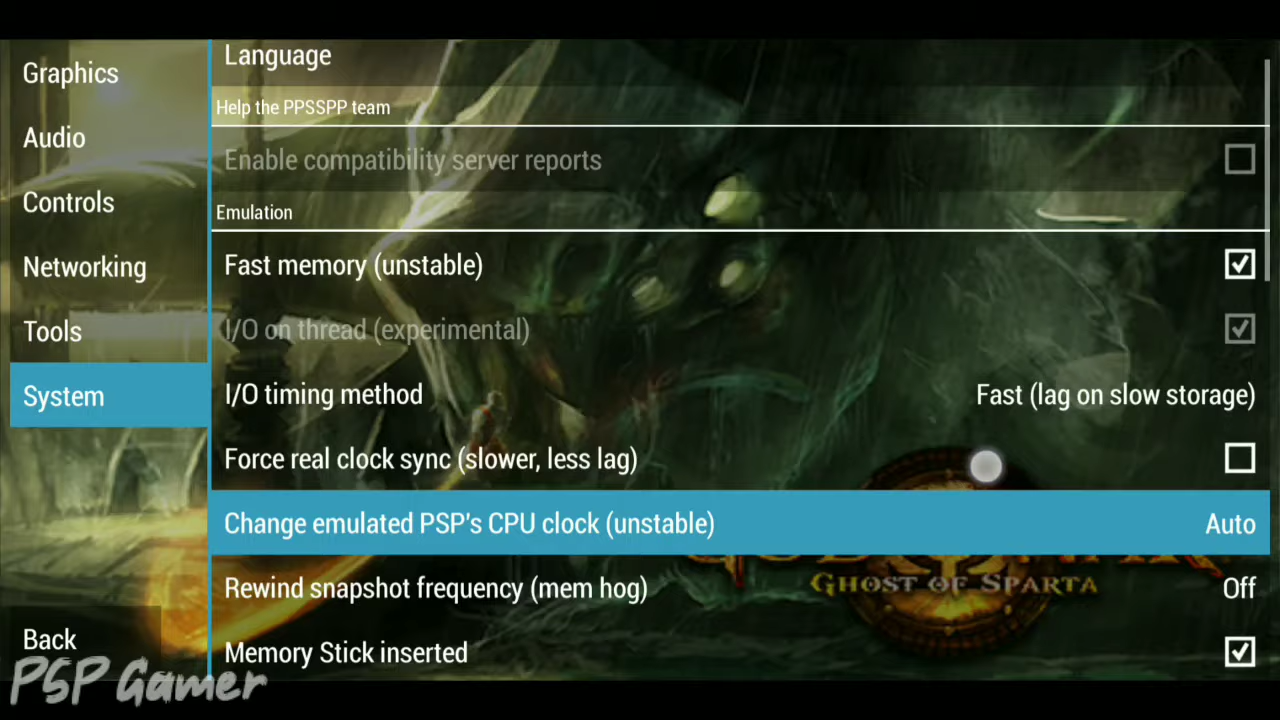 Graphics
Audio
Controls
Networking
Tools
System
Back
Language
Help the PPSSPP team
Enable compatibility server reports
Emulation
Fast memory (unstable)
I/O on thread (experimental)
I/O timing method
Fast (lag on slow storage)
Force real clock sync (slower, less lag)
Change emulated PSP's CPU clock (unstable)
Auto
GHOST OF SPARTA
Rewind snapshot frequency (mem hog)
Off
Memory Stick inserted
PSP Gamer